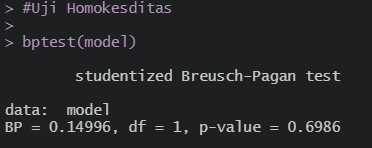 > #Uji Homokesditas
>
> bptest(model)
studentized Breusch-Pagan test
data: model
BP = 0.14996, df = 1, p-value = 0.6986